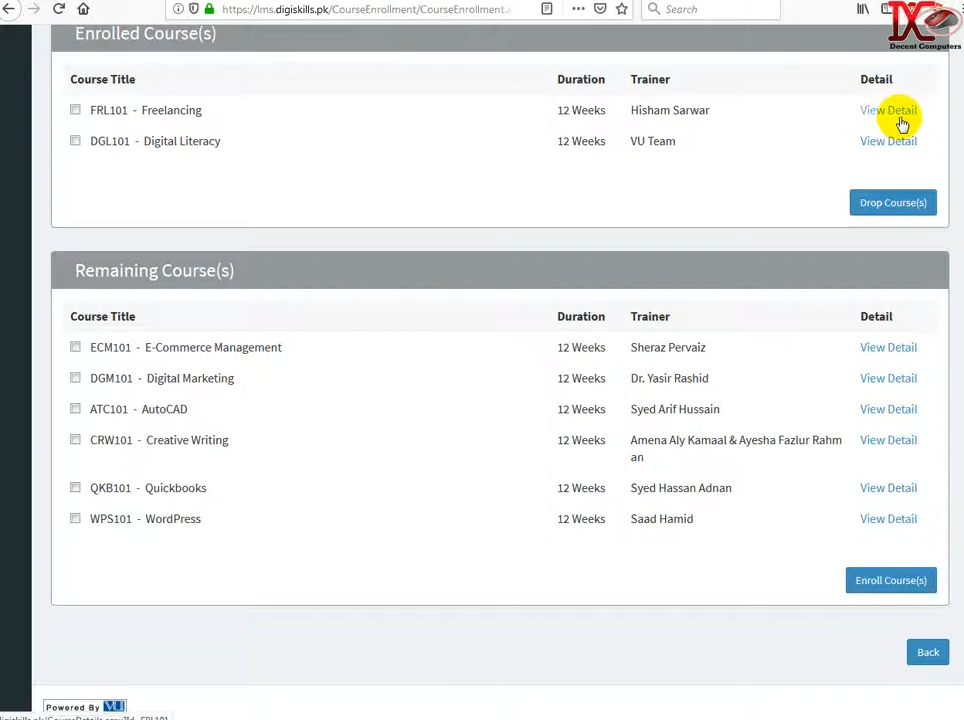 https://lms.digiskills.pk/CourseEnrollment/CourseEnrollment.a
Search
DC
Decent Computers
Enrolled Course(s)
Course Title Duration Trainer Detail
FRL101 - Freelancing 12 Weeks Hisham Sarwar View Detail
DGL101 - Digital Literacy 12 Weeks VU Team View Detail
Drop Course(s)
Remaining Course(s)
Course Title Duration Trainer Detail
ECM101 - E-Commerce Management 12 Weeks Sheraz Pervaiz View Detail
DGM101 - Digital Marketing 12 Weeks Dr. Yasir Rashid View Detail
ATC101 - AutoCAD 12 Weeks Syed Arif Hussain View Detail
CRW101 - Creative Writing 12 Weeks Amena Aly Kamaal & Ayesha Fazlur Rahm View Detail
an
QKB101 - Quickbooks 12 Weeks Syed Hassan Adnan View Detail
WPS101 - WordPress 12 Weeks Saad Hamid View Detail
Enroll Course(s)
Back
Powered By VU